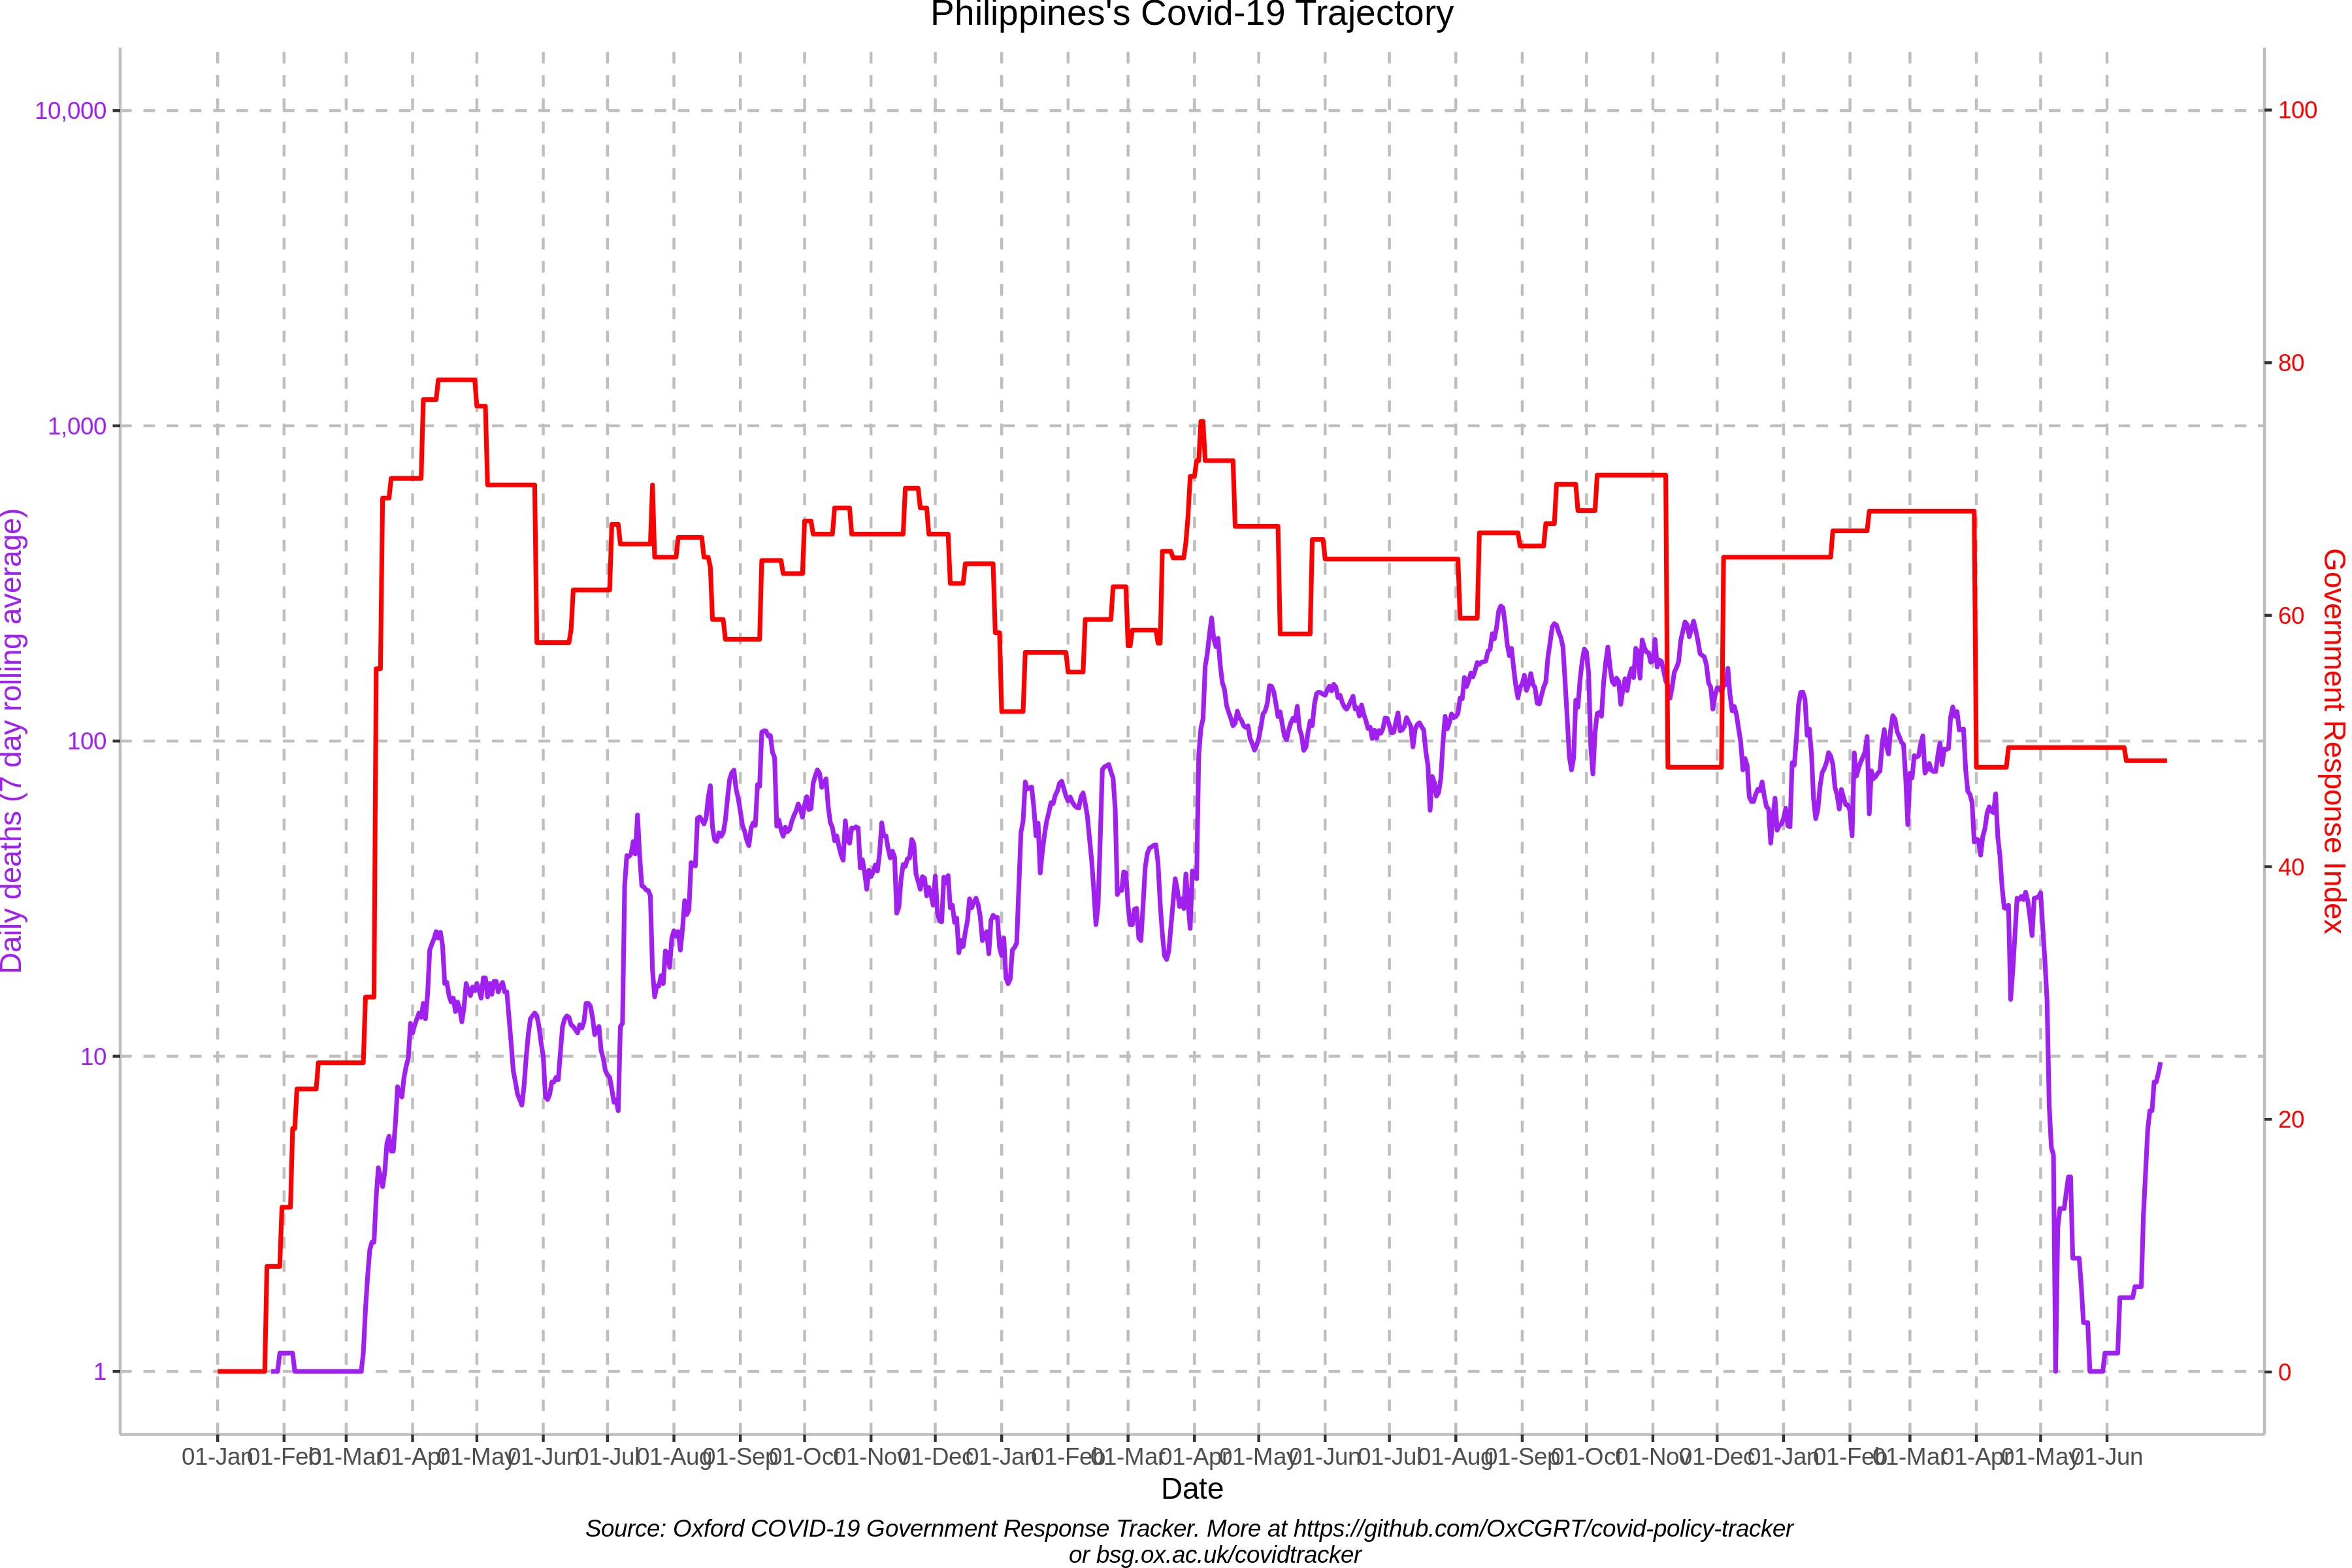 Philippines's Covid-19 Trajectory
10,000
1,000
100
10
1
Daily deaths (7 day rolling average)
100
80
60
40
20
0
Government Response Index
01-Jan 01-Feb 01-Mar 01-Apr 01-May 01-Jun 01-Jul 01-Aug 01-Sep 01-Oct 01-Nov 01-Dec 01-Jan 01-Feb 01-Mar 01-Apr 01-May 01-Jun 01-Jul 01-Aug 01-Sep 01-Oct 01-Nov 01-Dec 01-Jan 01-Feb 01-Mar 01-Apr 01-May 01-Jun
Date
Source: Oxford COVID-19 Government Response Tracker. More at https://github.com/OxCGRT/covid-policy-tracker
or bsg.ox.ac.uk/covidtracker